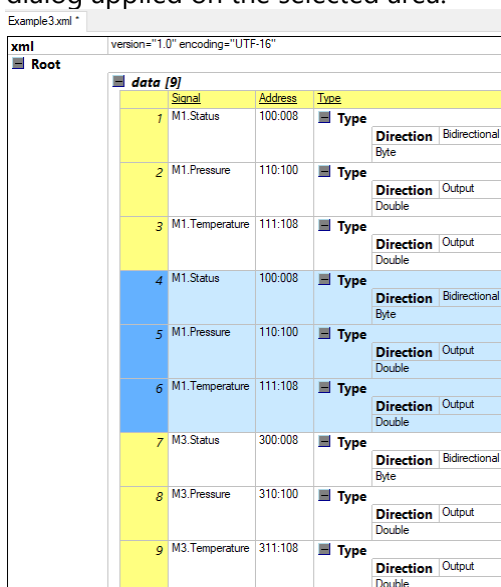 dialog applied on the selected area.
Example3.xml *
xml version="1.0" encoding="UTF-16"
Root
data [9]
Signal Address Type
1 M1.Status 100:008 Type
Direction Bidirectional
Byte
2 M1.Pressure 110:100 Type
Direction Output
Double
3 M1.Temperature 111:108 Type
Direction Output
Double
4 M1.Status 100:008 Type
Direction Bidirectional
Byte
5 M1.Pressure 110:100 Type
Direction Output
Double
6 M1.Temperature 111:108 Type
Direction Output
Double
7 M3.Status 300:008 Type
Direction Bidirectional
Byte
8 M3.Pressure 310:100 Type
Direction Output
Double
9 M3.Temperature 311:108 Type
Direction Output
Double